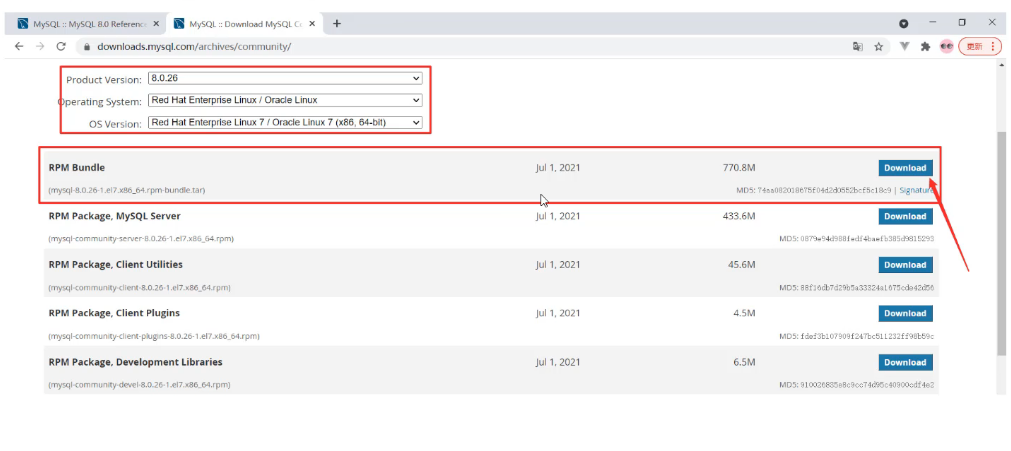 MySQL :: MySQL 8.0 Reference
MySQL :: Download MySQL Co
downloads.mysql.com/archives/community/
更新
Product Version: 8.0.26
Operating System: Red Hat Enterprise Linux / Oracle Linux
OS Version: Red Hat Enterprise Linux 7 / Oracle Linux 7 (x86, 64-bit)
RPM Bundle Jul 1, 2021 770.8M Download
(mysql-8.0.26-1.el7.x86_64.rpm-bundle.tar) MD5: | Signature
RPM Package, MySQL Server Jul 1, 2021 433.6M Download
(mysql-community-server-8.0.26-1.el7.x86_64.rpm) MD5:
RPM Package, Client Utilities Jul 1, 2021 45.6M Download
(mysql-community-client-8.0.26-1.el7.x86_64.rpm) MD5:
RPM Package, Client Plugins Jul 1, 2021 4.5M Download
(mysql-community-client-plugins-8.0.26-1.el7.x86_64.rpm) MD5:
RPM Package, Development Libraries Jul 1, 2021 6.5M Download
(mysql-community-devel-8.0.26-1.el7.x86_64.rpm) MD5: